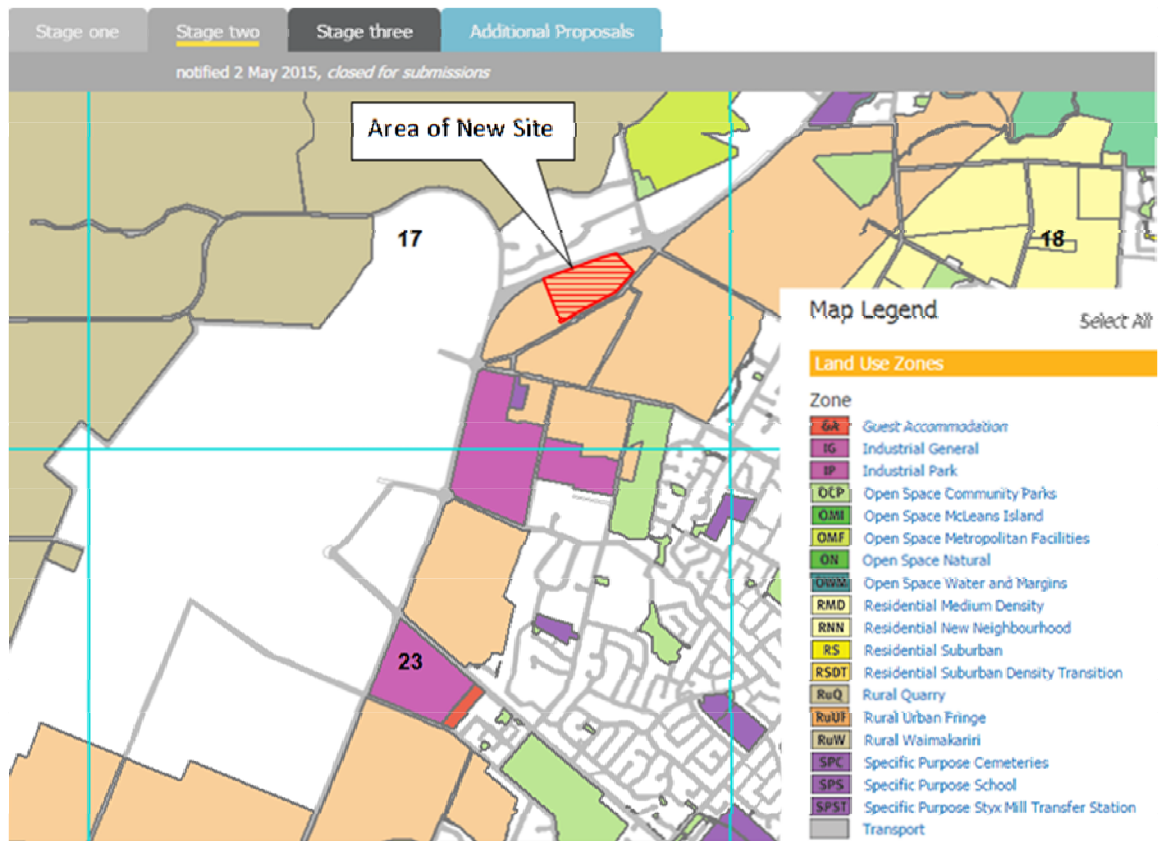 Stage one
Stage two
Stage three
Additional Proposals
notified 2 May 2015, closed for submissions
Area of New Site
17
18
23
Map Legend
Select All
Land Use Zones
Zone
GA Guest Accommodation
IG Industrial General
IP Industrial Park
OCP Open Space Community Parks
OMI Open Space McLeans Island
OMF Open Space Metropolitan Facilities
ON Open Space Natural
OWM Open Space Water and Margins
RMD Residential Medium Density
RNN Residential New Neighbourhood
RS Residential Suburban
RSDT Residential Suburban Density Transition
RuQ Rural Quarry
RuUF Rural Urban Fringe
RuW Rural Waimakariri
SPC Specific Purpose Cemeteries
SPS Specific Purpose School
SPST Specific Purpose Styx Mill Transfer Station
Transport